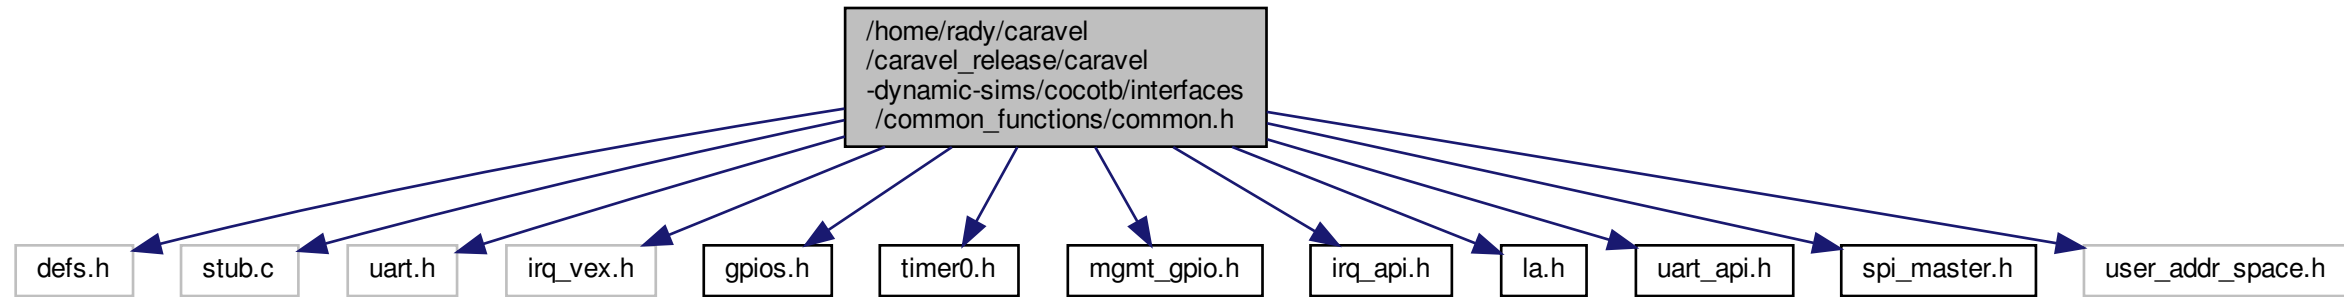 /home/rady/caravel
/caravel_release/caravel
-dynamic-sims/cocotb/interfaces
/common_functions/common.h
defs.h
stub.c
uart.h
irq_vex.h
gpios.h
timer0.h
mgmt_gpio.h
irq_api.h
la.h
uart_api.h
spi_master.h
user_addr_space.h